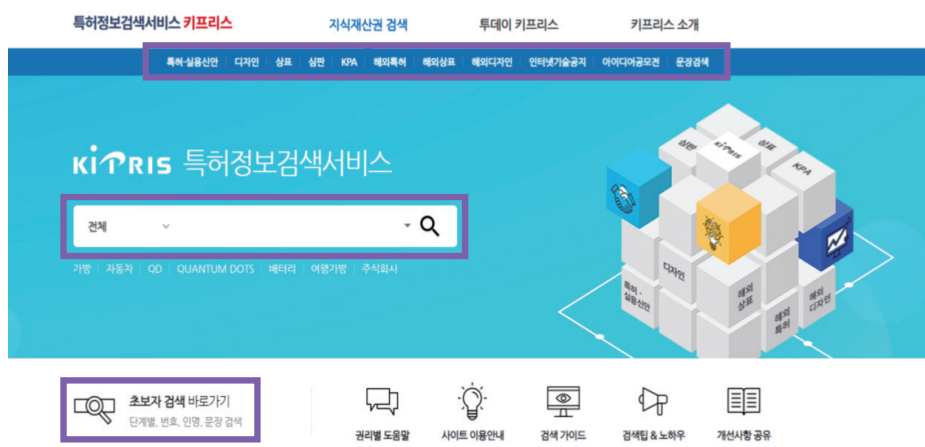 특허정보검색서비스 키프리스
지식재산권 검색
투데이 키프리스
키프리스 소개
특허·실용신안 디자인 상표 심판 KPA 해외특허 해외상표 해외디자인 인터넷기술공지 아이디어공모전 문장검색
KIPRIS 특허정보검색서비스
전체
가방 자동차 QD QUANTUM DOTS 배터리 여행가방 주식회사
심판
KIPRIS
상표
KPA
디자인
특허·
실용신안
해외
상표
해외
특허
해외
디자인
초보자 검색 바로가기
단계별, 번호, 인명, 문장 검색
권리별 도움말
사이트 이용안내
검색 가이드
검색팁 & 노하우
개선사항 공유